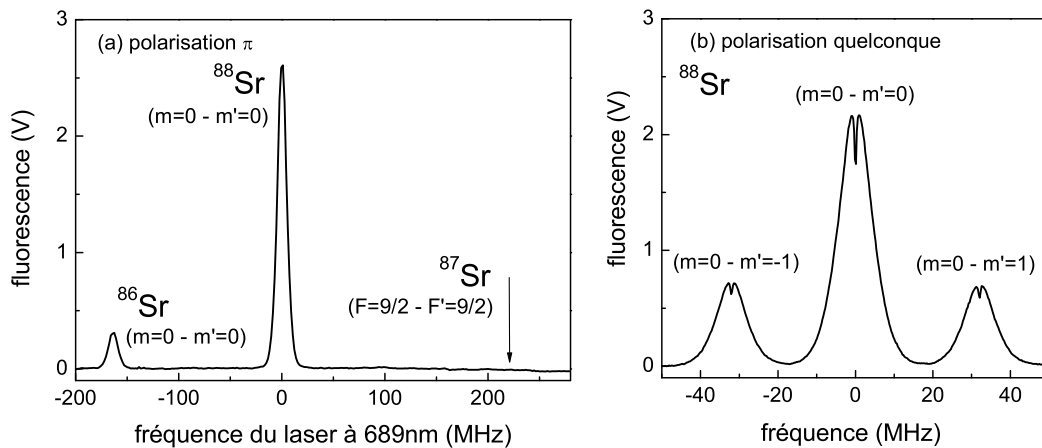 (a) polarisation π
88Sr
(m=0 - m'=0)
86Sr
(m=0 - m'=0)
87Sr
(F=9/2 - F'=9/2)
fluorescence (V)
3
2
1
0
-200
-100
0
100
200
fréquence du laser à 689nm (MHz)
(b) polarisation quelconque
88Sr
(m=0 - m'=0)
(m=0 - m'=-1)
(m=0 - m'=1)
fluorescence (V)
3
2
1
0
-40
-20
0
20
40
fréquence (MHz)